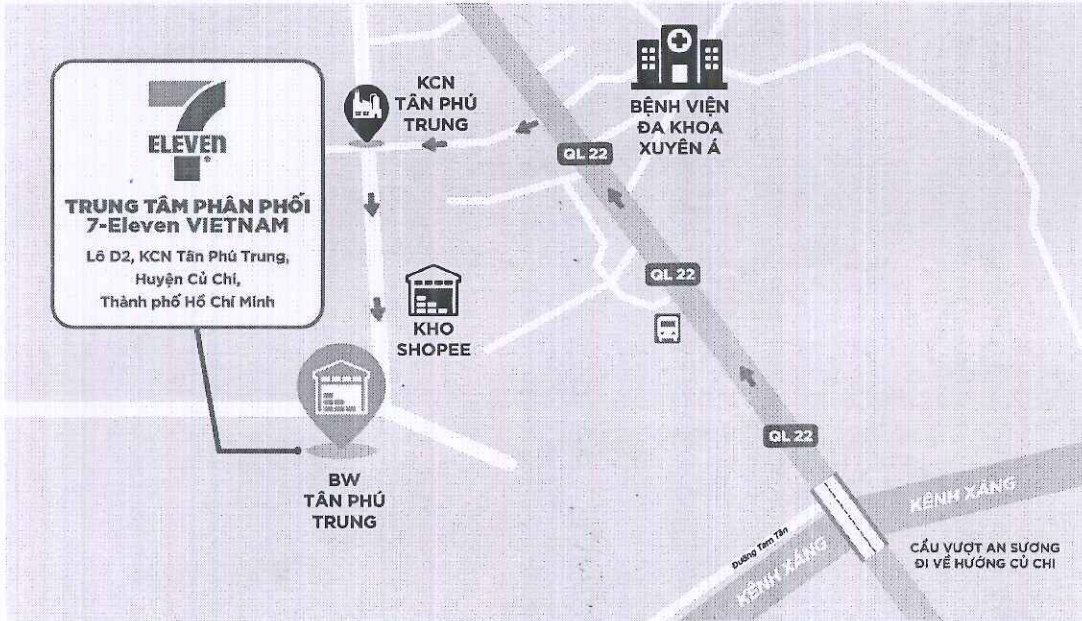 7
ELEVEN
®
TRUNG TÂM PHÂN PHỐI
7-Eleven VIETNAM
Lô D2, KCN Tân Phú Trung,
Huyện Củ Chi,
Thành phố Hồ Chí Minh
KCN
TÂN PHÚ
TRUNG
BỆNH VIỆN
ĐA KHOA
XUYÊN Á
QL 22
QL 22
KHO
SHOPEE
QL 22
BW
TÂN PHÚ
TRUNG
KÊNH XÁNG
Đường Tam Tân
KÊNH XÁNG
CẦU VƯỢT AN SƯƠNG
ĐI VỀ HƯỚNG CỦ CHI